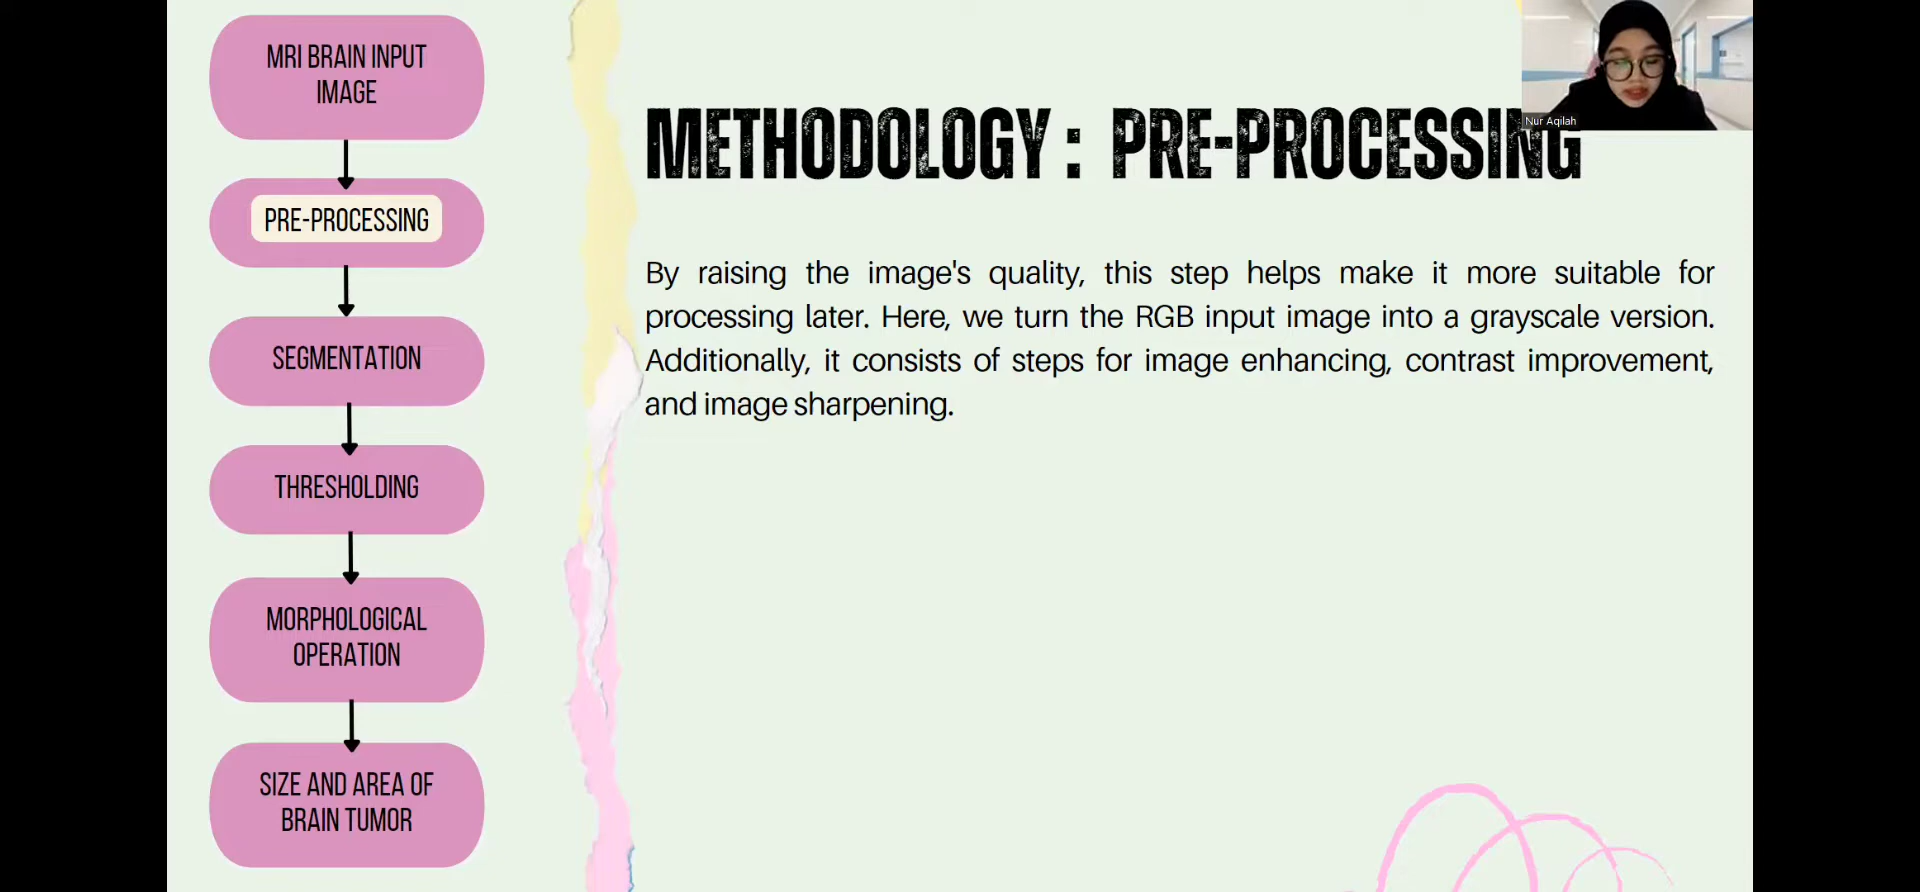 MRI BRAIN INPUT
IMAGE
PRE-PROCESSING
SEGMENTATION
THRESHOLDING
MORPHOLOGICAL
OPERATION
SIZE AND AREA OF
BRAIN TUMOR
METHODOLOGY : PRE-PROCESSING
By raising the image's quality, this step helps make it more suitable for
processing later. Here, we turn the RGB input image into a grayscale version.
Additionally, it consists of steps for image enhancing, contrast improvement,
and image sharpening.
Nur Aqilah